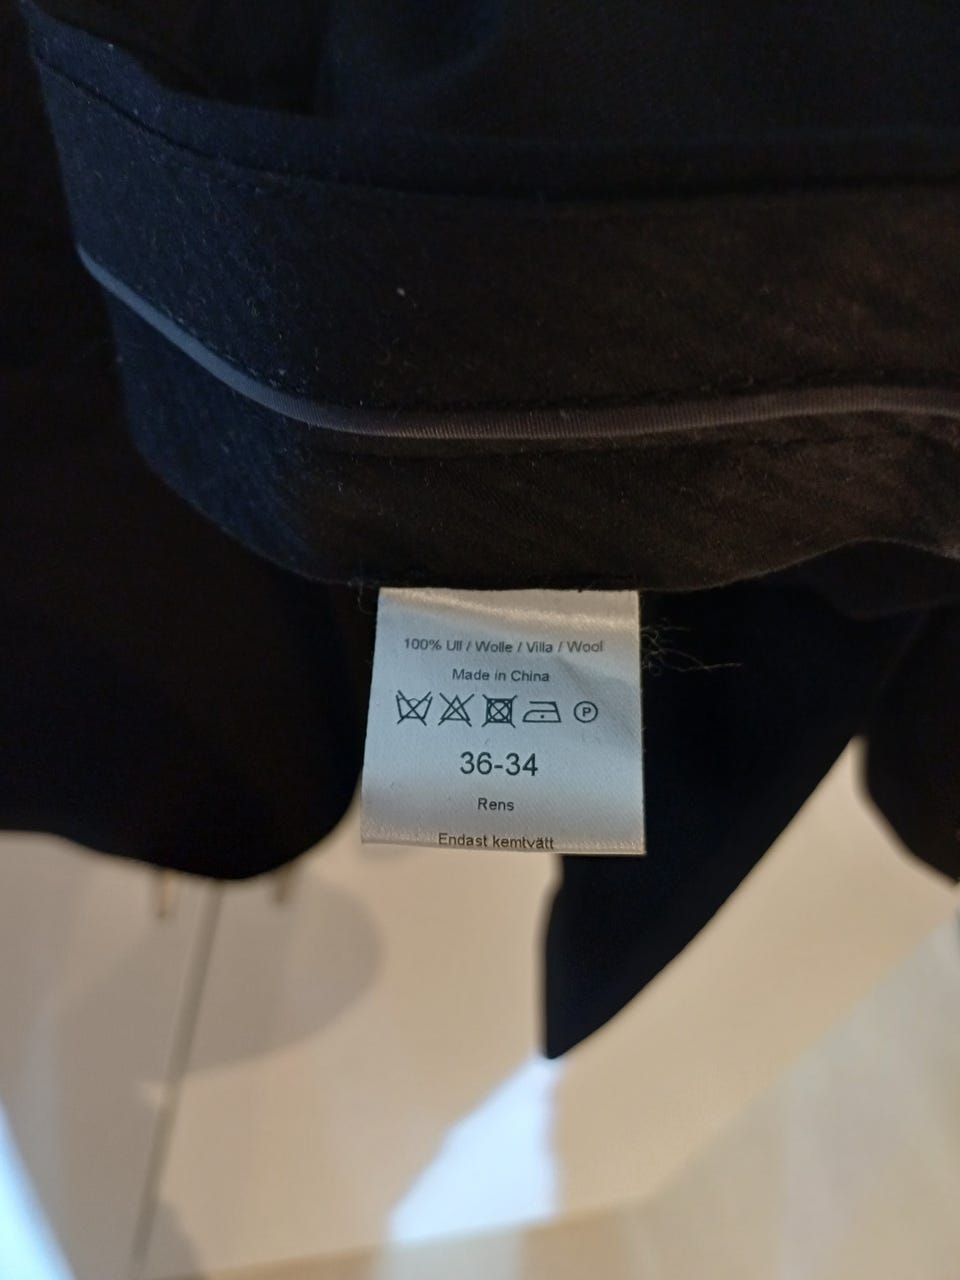 100% Ull / Wolle / Villa / Wool
Made in China
P
36-34
Rens
Endast kemtvätt